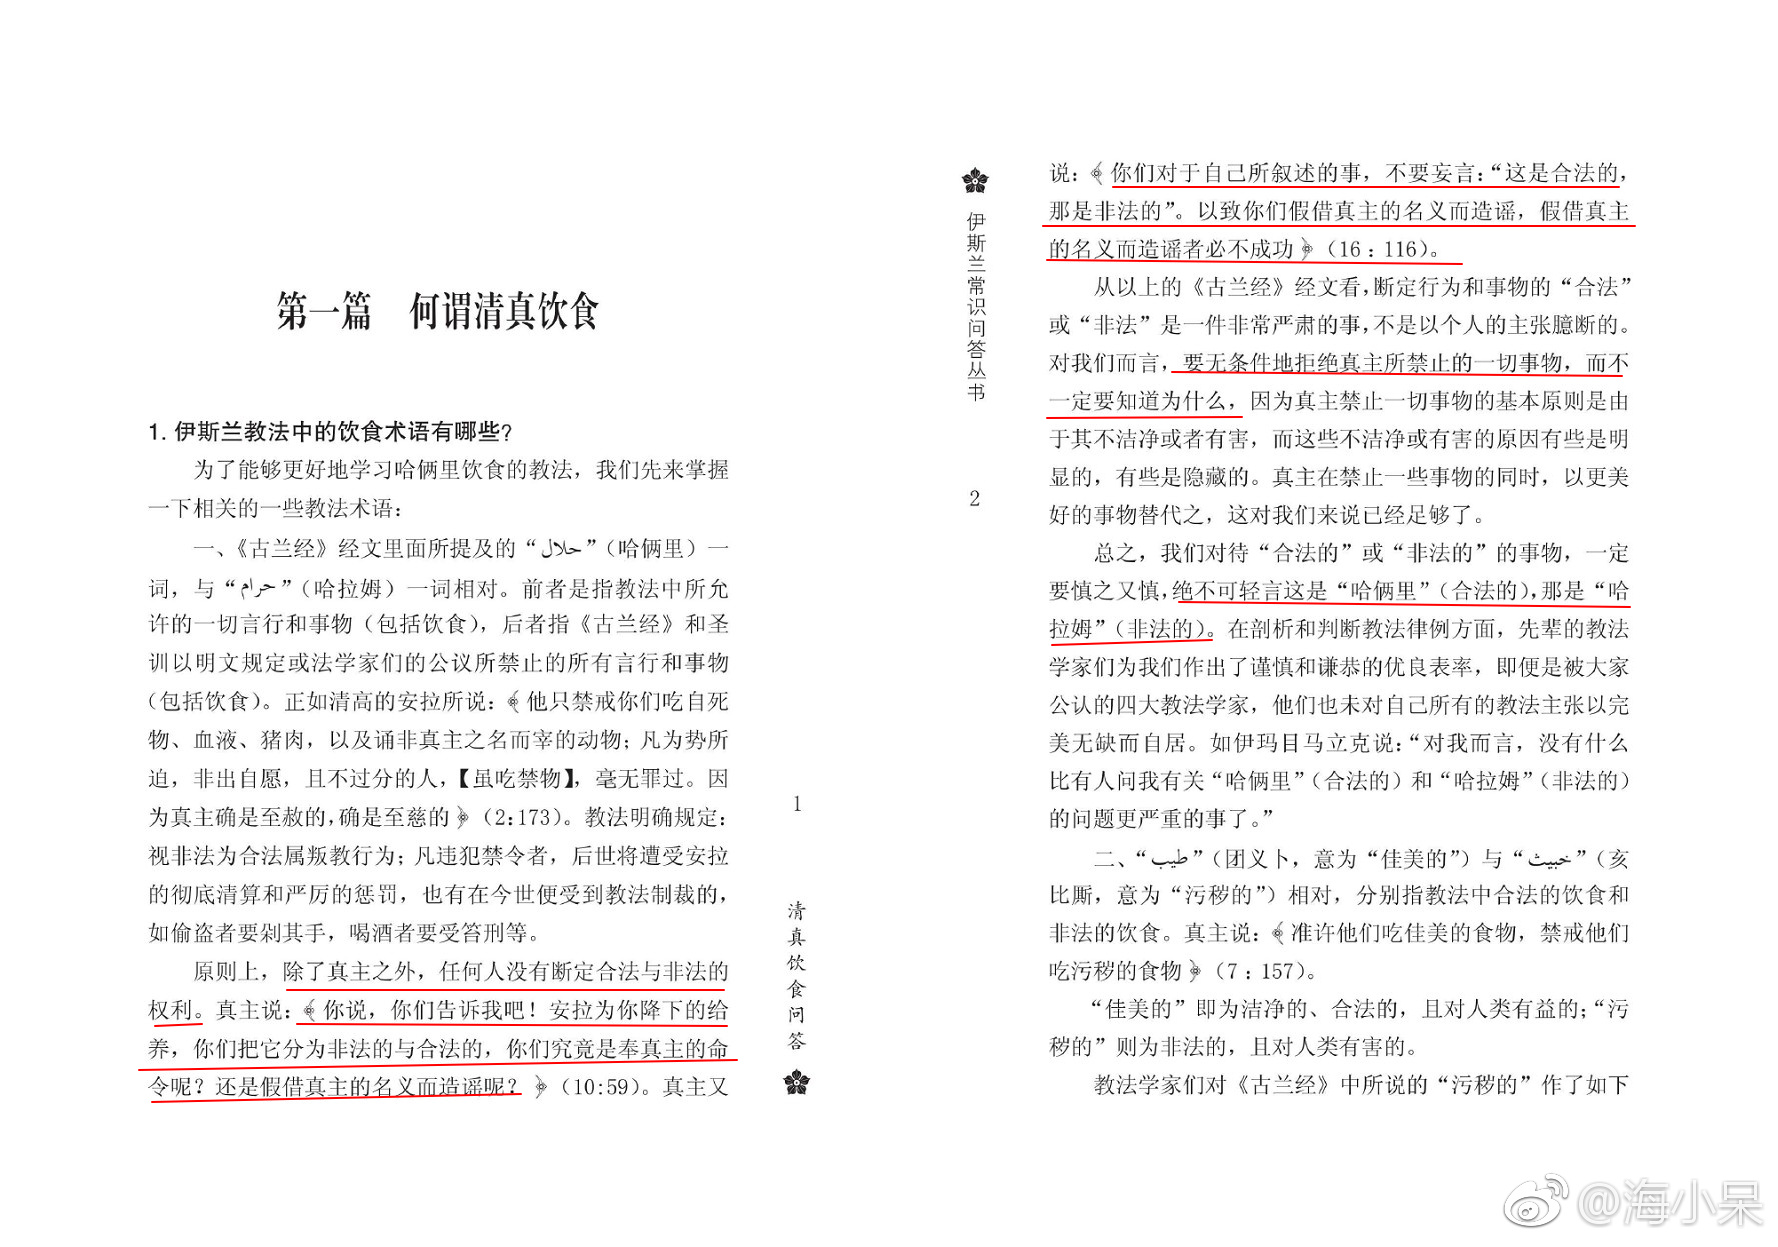 第一篇　何谓清真饮食
1. 伊斯兰教法中的饮食术语有哪些?
为了能够更好地学习哈俩里饮食的教法，我们先来掌握
一下相关的一些教法术语：
一、《古兰经》经文里面所提及的“حلال”（哈俩里）一
词，与“حرام”（哈拉姆）一词相对。前者是指教法中所允
许的一切言行和事物（包括饮食），后者指《古兰经》和圣
训以明文规定或法学家们的公议所禁止的所有言行和事物
（包括饮食）。正如清高的安拉所说：﴾他只禁戒你们吃自死
物、血液、猪肉，以及诵非真主之名而宰的动物；凡为势所
迫，非出自愿，且不过分的人，【虽吃禁物】，毫无罪过。因
为真主确是至赦的，确是至慈的﴿（2:173）。教法明确规定：
视非法为合法属叛教行为；凡违犯禁令者，后世将遭受安拉
的彻底清算和严厉的惩罚，也有在今世便受到教法制裁的，
如偷盗者要剁其手，喝酒者要受笞刑等。
原则上，除了真主之外，任何人没有断定合法与非法的
权利。真主说：﴾你说，你们告诉我吧！安拉为你降下的给
养，你们把它分为非法的与合法的，你们究竟是奉真主的命
令呢？还是假借真主的名义而造谣呢？﴿（10:59）。真主又
1
清真饮食问答
伊斯兰常识问答丛书
2
说：﴾你们对于自己所叙述的事，不要妄言：“这是合法的，
那是非法的”。以致你们假借真主的名义而造谣，假借真主
的名义而造谣者必不成功﴿（16：116）。
从以上的《古兰经》经文看，断定行为和事物的“合法”
或“非法”是一件非常严肃的事，不是以个人的主张臆断的。
对我们而言，要无条件地拒绝真主所禁止的一切事物，而不
一定要知道为什么，因为真主禁止一切事物的基本原则是由
于其不洁净或者有害，而这些不洁净或有害的原因有些是明
显的，有些是隐藏的。真主在禁止一些事物的同时，以更美
好的事物替代之，这对我们来说已经足够了。
总之，我们对待“合法的”或“非法的”的事物，一定
要慎之又慎，绝不可轻言这是“哈俩里”（合法的），那是“哈
拉姆”（非法的）。在剖析和判断教法律例方面，先辈的教法
学家们为我们作出了谨慎和谦恭的优良表率，即便是被大家
公认的四大教法学家，他们也未对自己所有的教法主张以完
美无缺而自居。如伊玛目马立克说：“对我而言，没有什么
比有人问我有关“哈俩里”（合法的）和“哈拉姆”（非法的）
的问题更严重的事了。”
二、“طيب”（团义卜，意为“佳美的”）与“خبيث”（亥
比厮，意为“污秽的”）相对，分别指教法中合法的饮食和
非法的饮食。真主说：﴾准许他们吃佳美的食物，禁戒他们
吃污秽的食物﴿（7：157）。
“佳美的”即为洁净的、合法的，且对人类有益的；“污
秽的”则为非法的，且对人类有害的。
教法学家们对《古兰经》中所说的“污秽的”作了如下
@海小呆